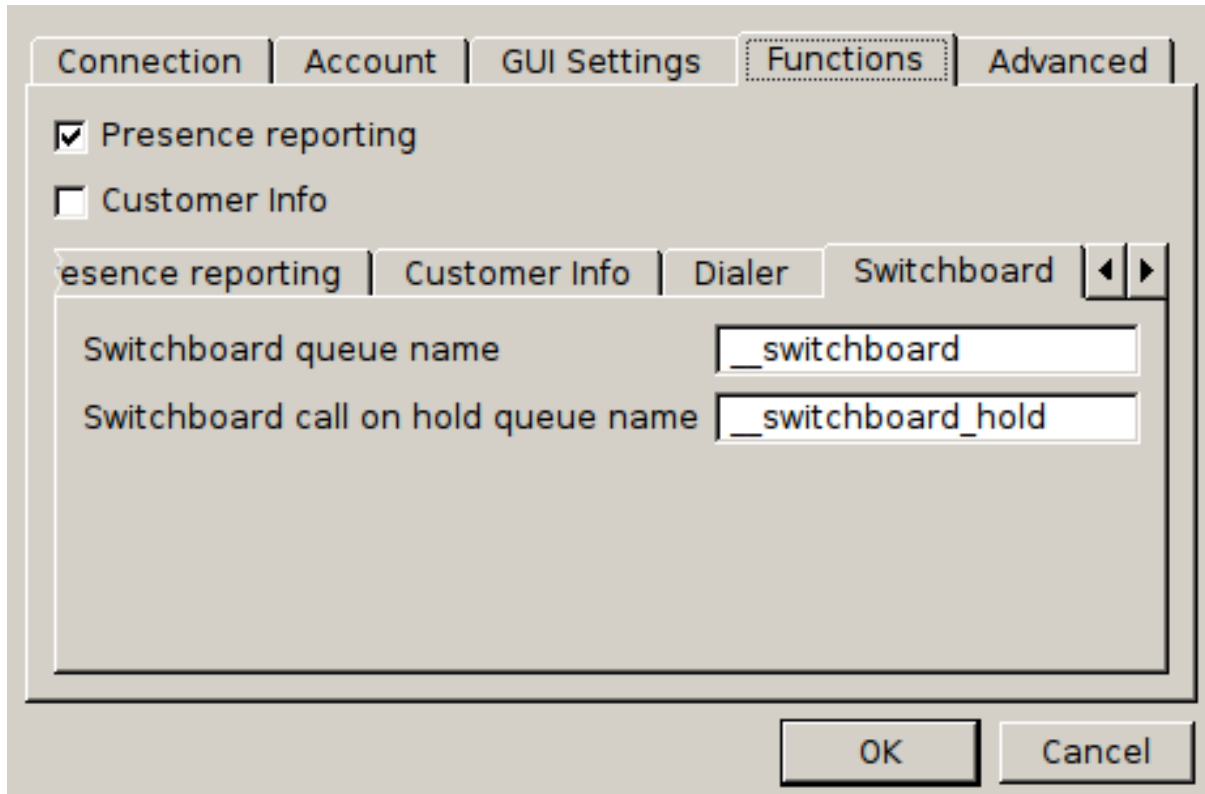 Connection Account GUI Settings Functions Advanced
Presence reporting
Customer Info
esence reporting Customer Info Dialer Switchboard
Switchboard queue name __switchboard
Switchboard call on hold queue name __switchboard_hold
OK Cancel